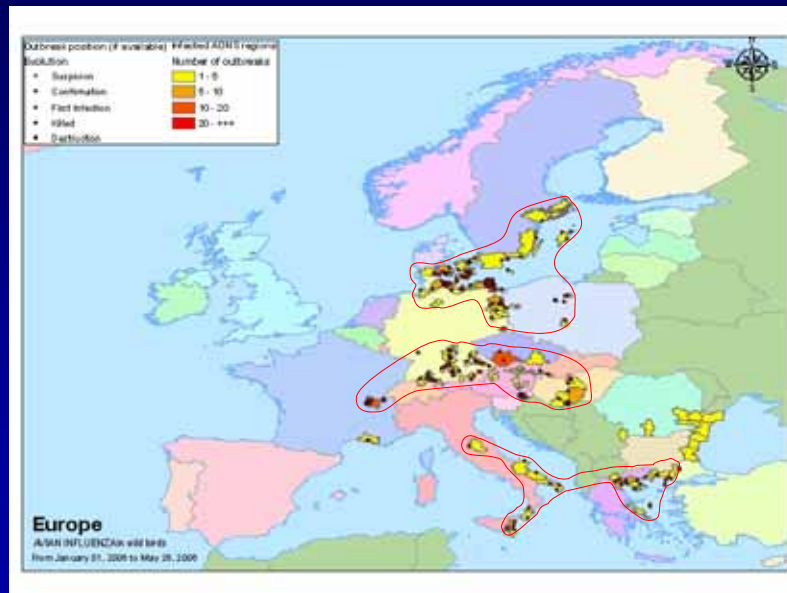 Outbreak position (if available)
Evolution
Suspicion
Confirmation
First Infection
Killed
Destruction
Infected ADNS regions
Number of outbreaks
1 - 5
5 - 10
10 - 20
20 - +++
N
W
E
S
Europe
AVIAN INFLUENZA in wild birds
From January 01, 2006 to May 2006